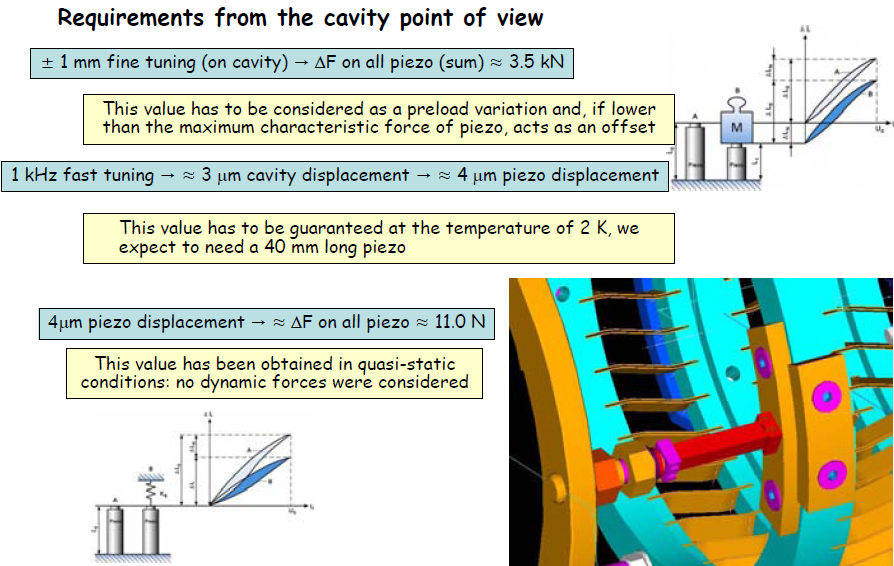 Requirements from the cavity point of view
± 1 mm fine tuning (on cavity) → ΔF on all piezo (sum) ≈ 3.5 kN
This value has to be considered as a preload variation and, if lower
than the maximum characteristic force of piezo, acts as an offset
1 kHz fast tuning → ≈ 3 μm cavity displacement → ≈ 4 μm piezo displacement
This value has to be guaranteed at the temperature of 2 K, we
expect to need a 40 mm long piezo
4μm piezo displacement → ≈ ΔF on all piezo ≈ 11.0 N
This value has been obtained in quasi-static
conditions: no dynamic forces were considered
ΔL
A
B
A
B
M
ΔL
A
B
A
B